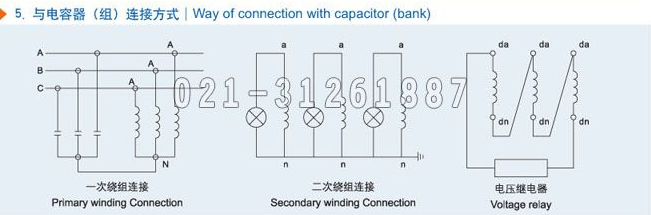 5. 与电容器（组）连接方式 | Way of connection with capacitor (bank)
A
A
B
A
C
A
N
a a a
n n n
da da da
dn dn dn
021-31261887
一次绕组连接
Primary winding Connection
二次绕组连接
Secondary winding Connection
电压继电器
Voltage relay